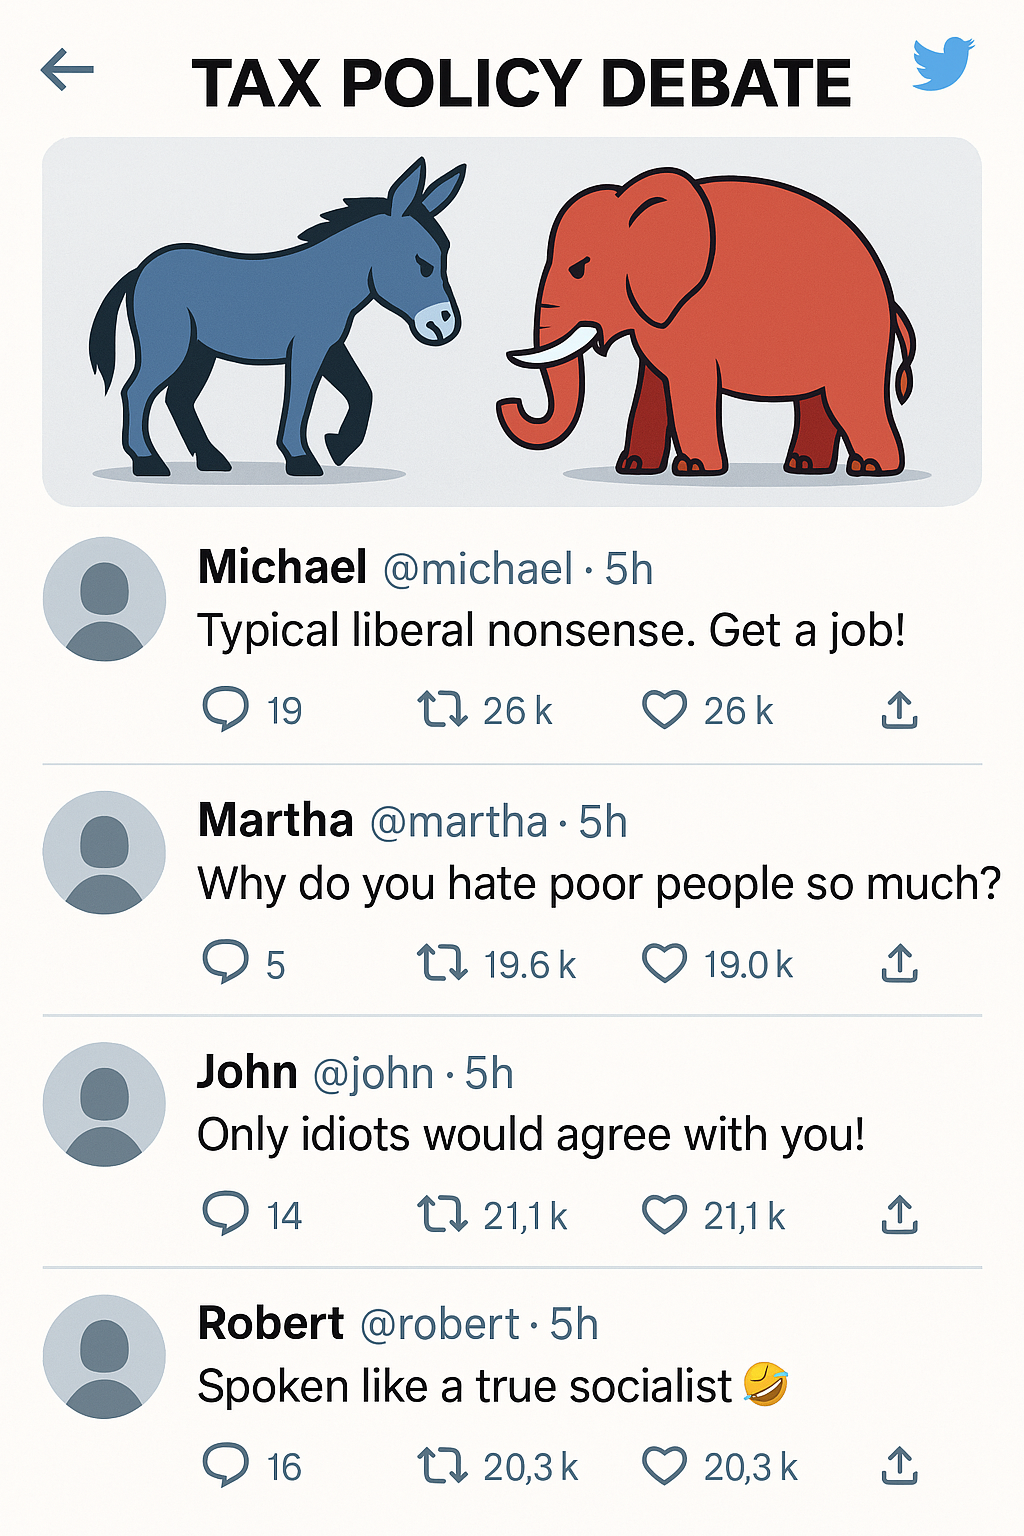 TAX POLICY DEBATE
Michael @michael · 5h
Typical liberal nonsense. Get a job!
19 26 k 26 k
Martha @martha · 5h
Why do you hate poor people so much?
5 19.6 k 19.0 k
John @john · 5h
Only idiots would agree with you!
14 21,1 k 21,1 k
Robert @robert · 5h
Spoken like a true socialist 🤣
16 20,3 k 20,3 k